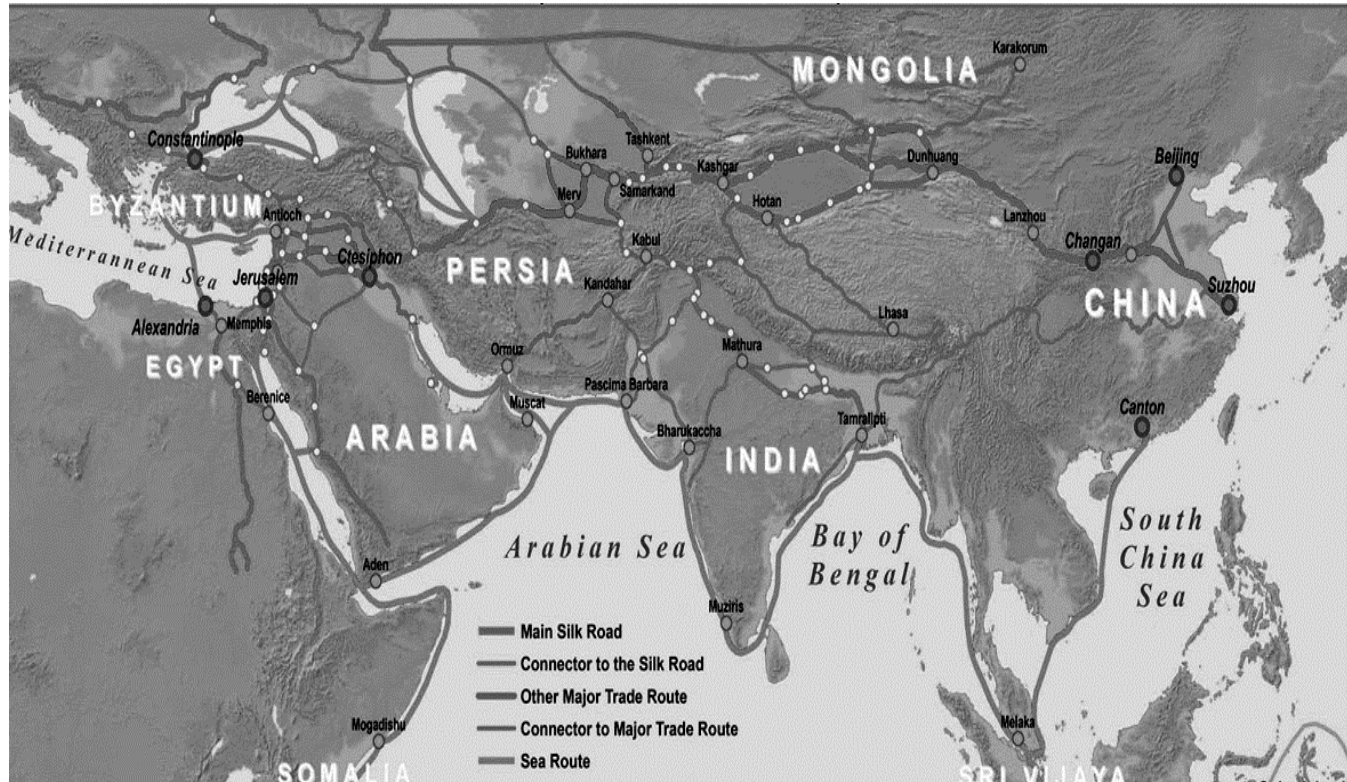 MONGOLIA
Karakorum
Constantinople
Tashkent
Bukhara
Kashgar
Dunhuang
Beijing
Samarkand
Merv
Hotan
BYZANTIUM
Antioch
Lanzhou
Changan
Mediterrannean Sea
Ctesiphon
Kabul
PERSIA
Jerusalem
Kandahar
CHINA
Suzhou
Alexandria
Memphis
Lhasa
EGYPT
Ormuz
Mathura
Pascima Barbara
Berenice
Muscat
Canton
Tamralipti
ARABIA
Bharukaccha
INDIA
Arabian Sea
Bay of
Bengal
South
China
Sea
Aden
Muziris
Main Silk Road
Connector to the Silk Road
Other Major Trade Route
Connector to Major Trade Route
Sea Route
Mogadishu
Melaka
SOMALIA
SRI VIJAYA